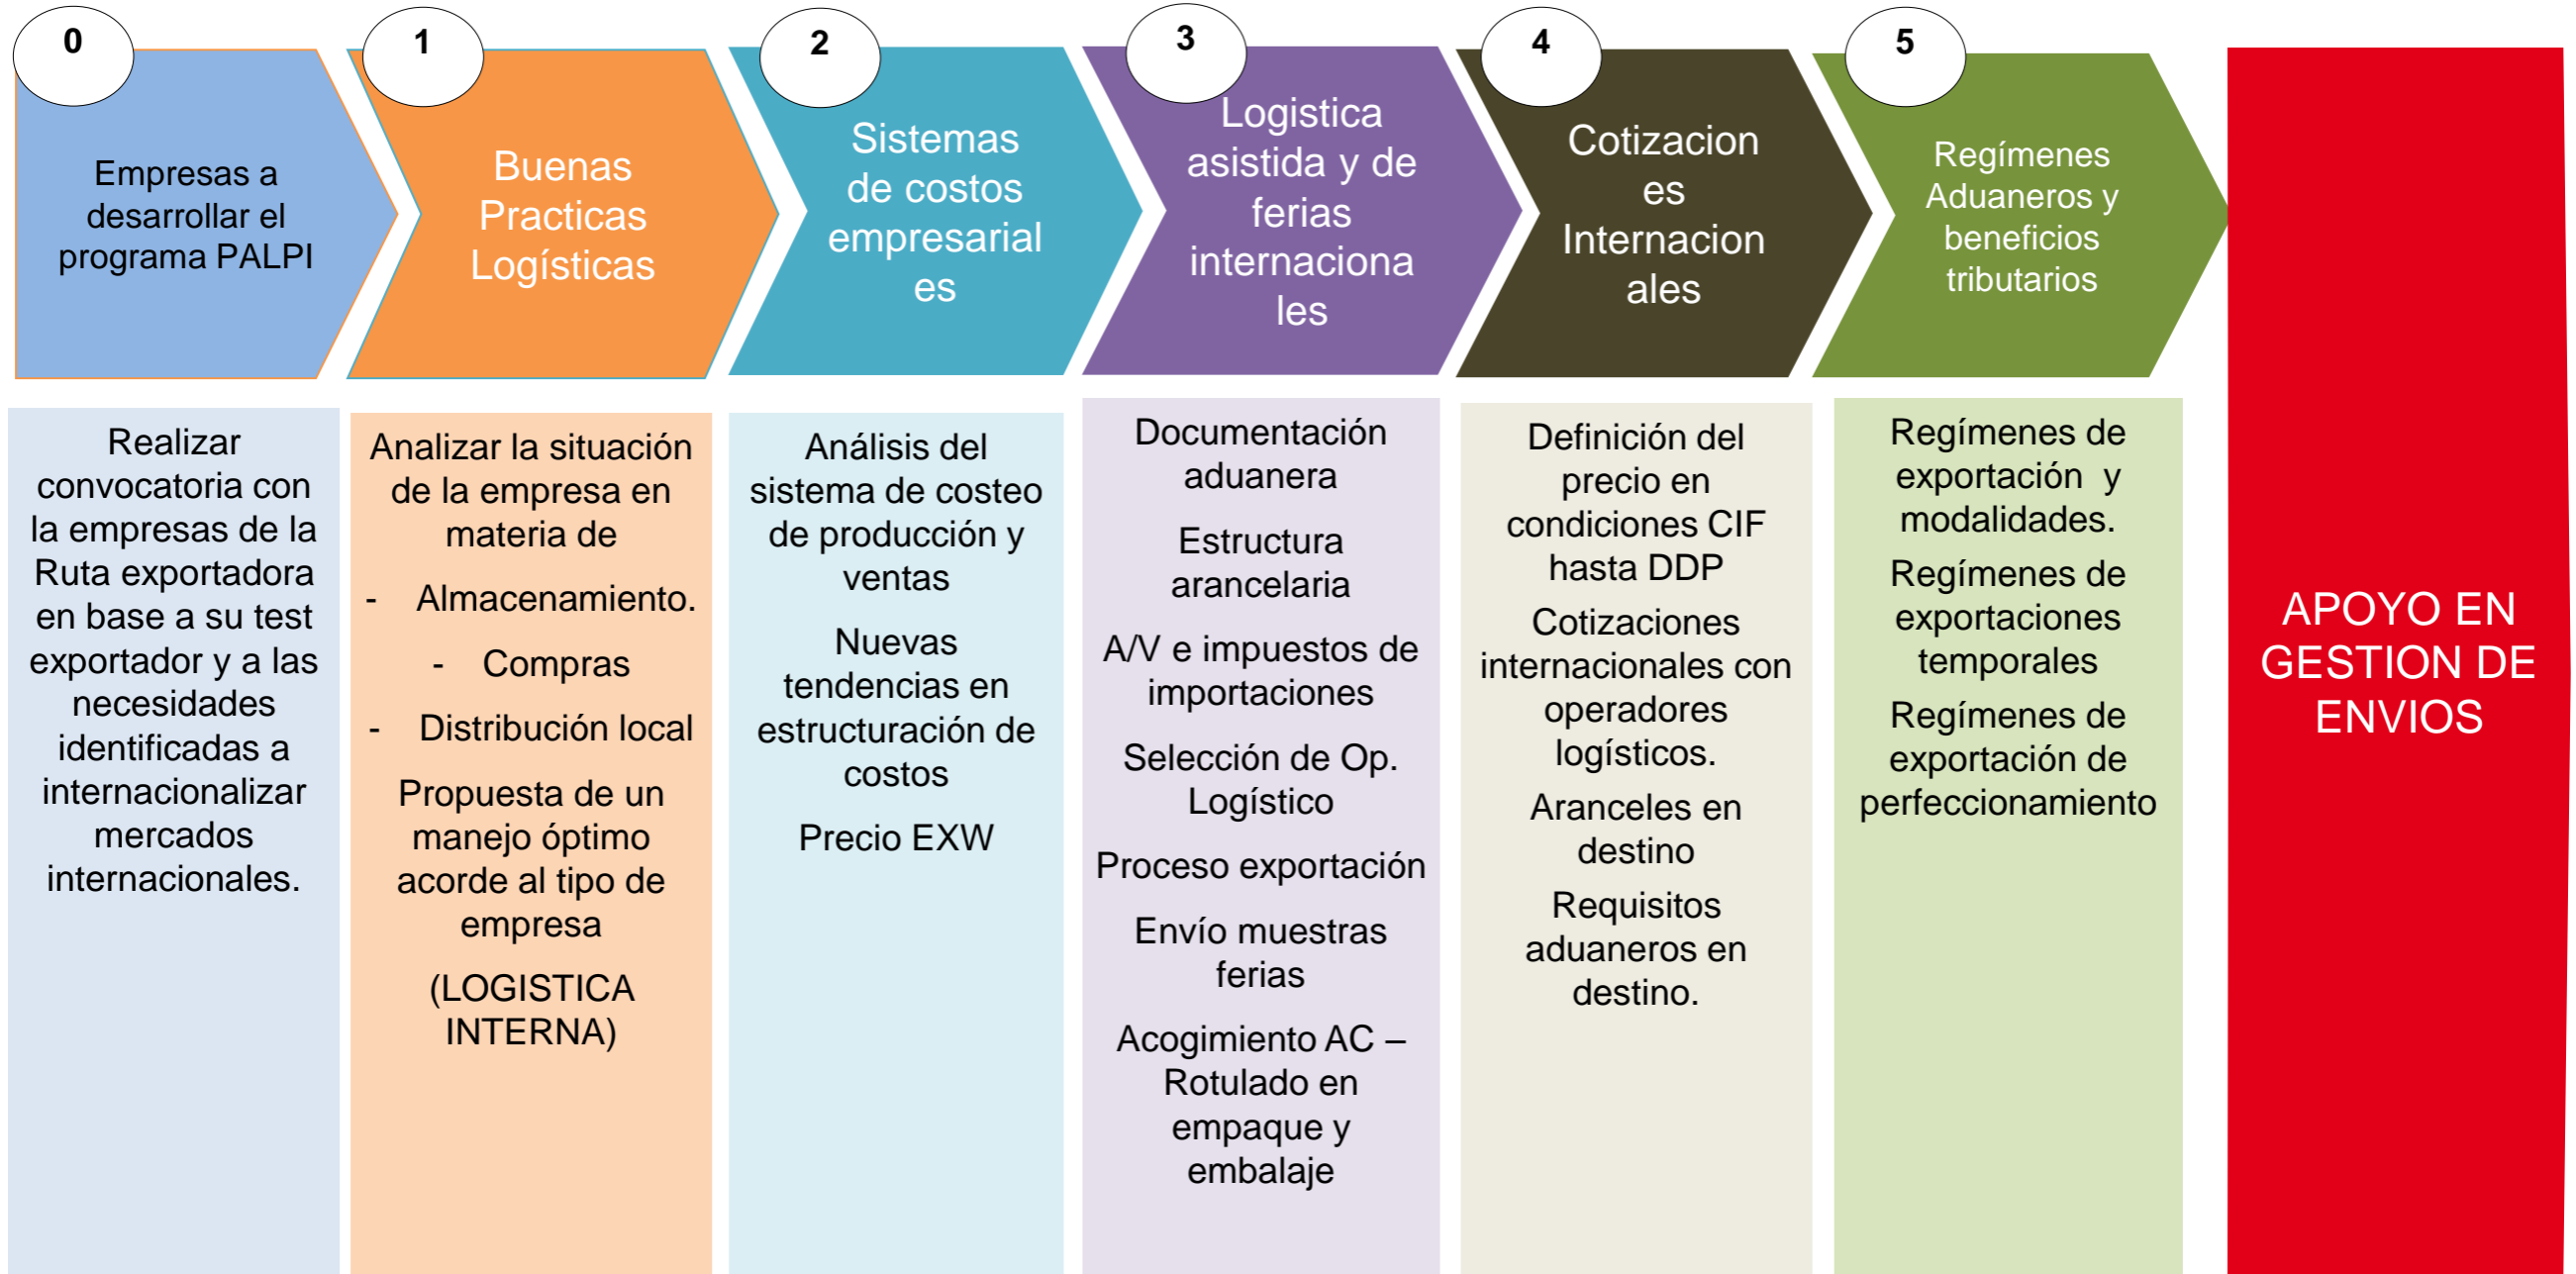 0
Empresas a
desarrollar el
programa PALPI
Realizar
convocatoria con
la empresas de la
Ruta exportadora
en base a su test
exportador y a las
necesidades
identificadas a
internacionalizar
mercados
internacionales.
1
Buenas
Practicas
Logísticas
Analizar la situación
de la empresa en
materia de
- Almacenamiento.
- Compras
- Distribución local
Propuesta de un
manejo óptimo
acorde al tipo de
empresa
(LOGISTICA
INTERNA)
2
Sistemas
de costos
empresarial
es
Análisis del
sistema de costeo
de producción y
ventas
Nuevas
tendencias en
estructuración de
costos
Precio EXW
3
Logistica
asistida y de
ferias
internaciona
les
Documentación
aduanera
Estructura
arancelaria
A/V e impuestos de
importaciones
Selección de Op.
Logístico
Proceso exportación
Envío muestras
ferias
Acogimiento AC –
Rotulado en
empaque y
embalaje
4
Cotizacion
es
Internacion
ales
Definición del
precio en
condiciones CIF
hasta DDP
Cotizaciones
internacionales con
operadores
logísticos.
Aranceles en
destino
Requisitos
aduaneros en
destino.
5
Regímenes
Aduaneros y
beneficios
tributarios
Regímenes de
exportación y
modalidades.
Regímenes de
exportaciones
temporales
Regímenes de
exportación de
perfeccionamiento
APOYO EN
GESTION DE
ENVIOS